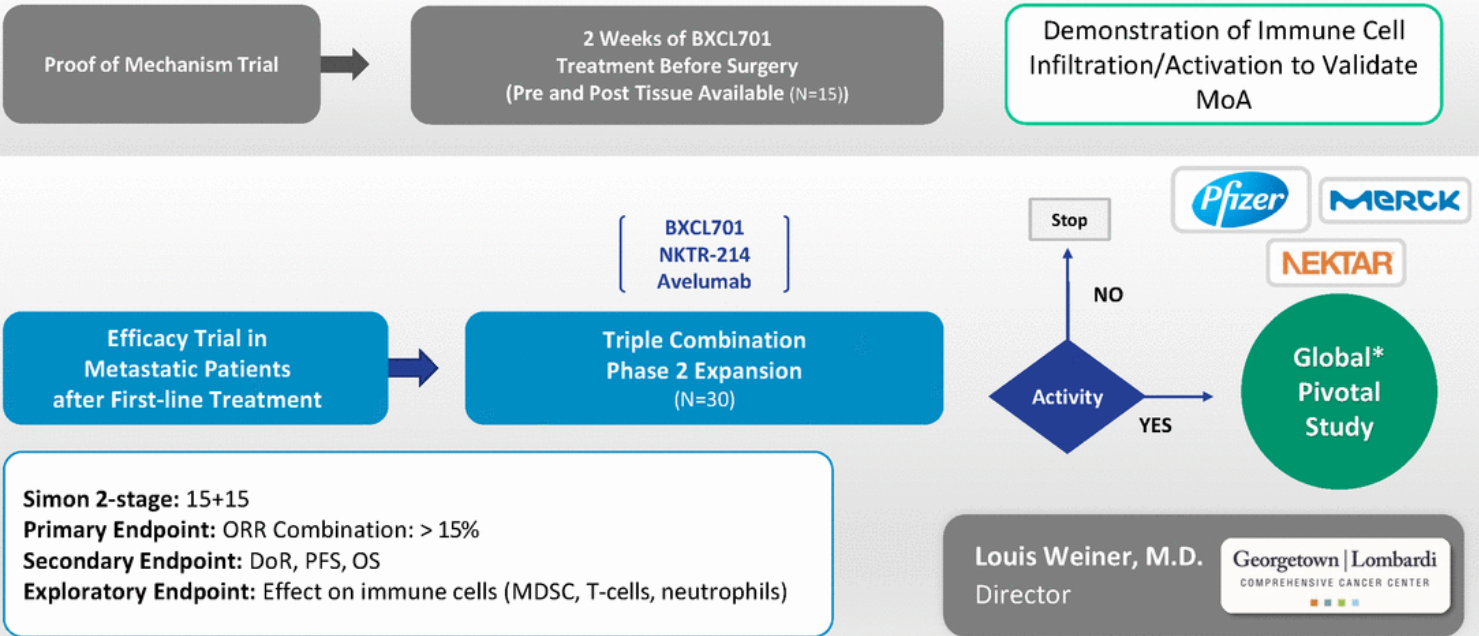 Proof of Mechanism Trial
2 Weeks of BXCL701
Treatment Before Surgery
(Pre and Post Tissue Available (N=15))
Demonstration of Immune Cell
Infiltration/Activation to Validate
MoA
Pfizer
MERCK
NEKTAR
BXCL701
NKTR-214
Avelumab
Stop
NO
Efficacy Trial in
Metastatic Patients
after First-line Treatment
Triple Combination
Phase 2 Expansion
(N=30)
Activity
YES
Global*
Pivotal
Study
Simon 2-stage: 15+15
Primary Endpoint: ORR Combination: > 15%
Secondary Endpoint: DoR, PFS, OS
Exploratory Endpoint: Effect on immune cells (MDSC, T-cells, neutrophils)
Louis Weiner, M.D.
Director
Georgetown | Lombardi
COMPREHENSIVE CANCER CENTER